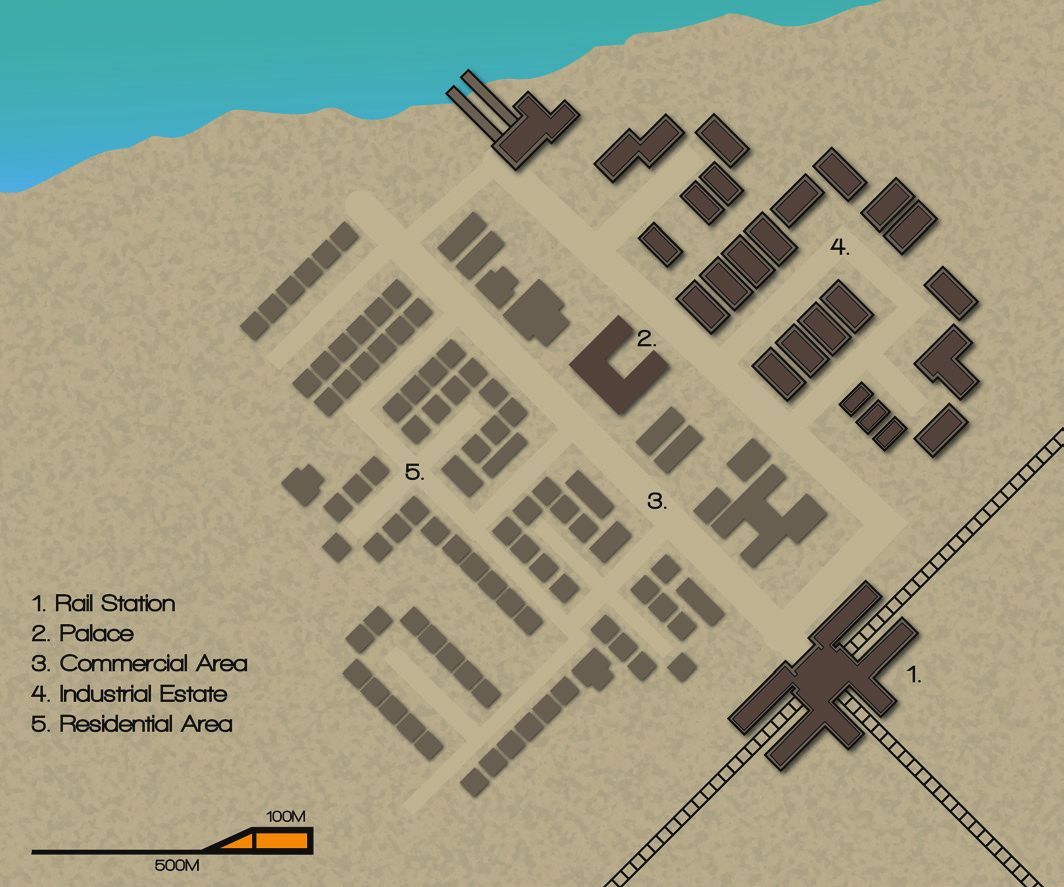 2.
4.
5.
3.
1.
1. Rail Station
2. Palace
3. Commercial Area
4. Industrial Estate
5. Residential Area
100M
500M